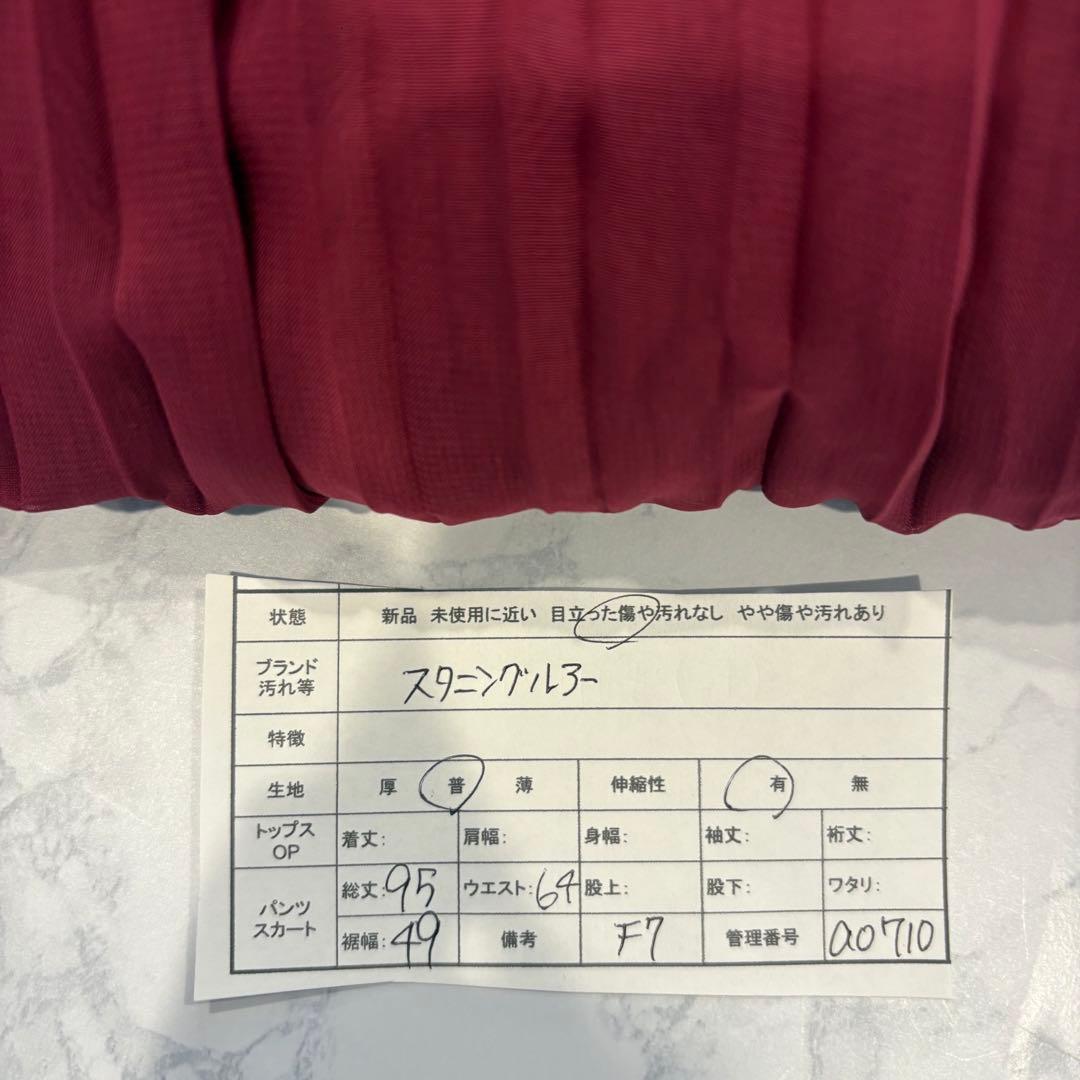 状態 新品 未使用に近い 目立った傷や汚れなし やや傷や汚れあり
ブランド 汚れ等 スタニングルアー
特徴
生地 厚 普 薄 伸縮性 有 無
トップス OP 着丈: 肩幅: 身幅: 袖丈: 裄丈:
パンツ スカート 総丈:95 ウエスト:64 股上: 股下: ワタリ:
裾幅:49 備考 F7 管理番号 a0710